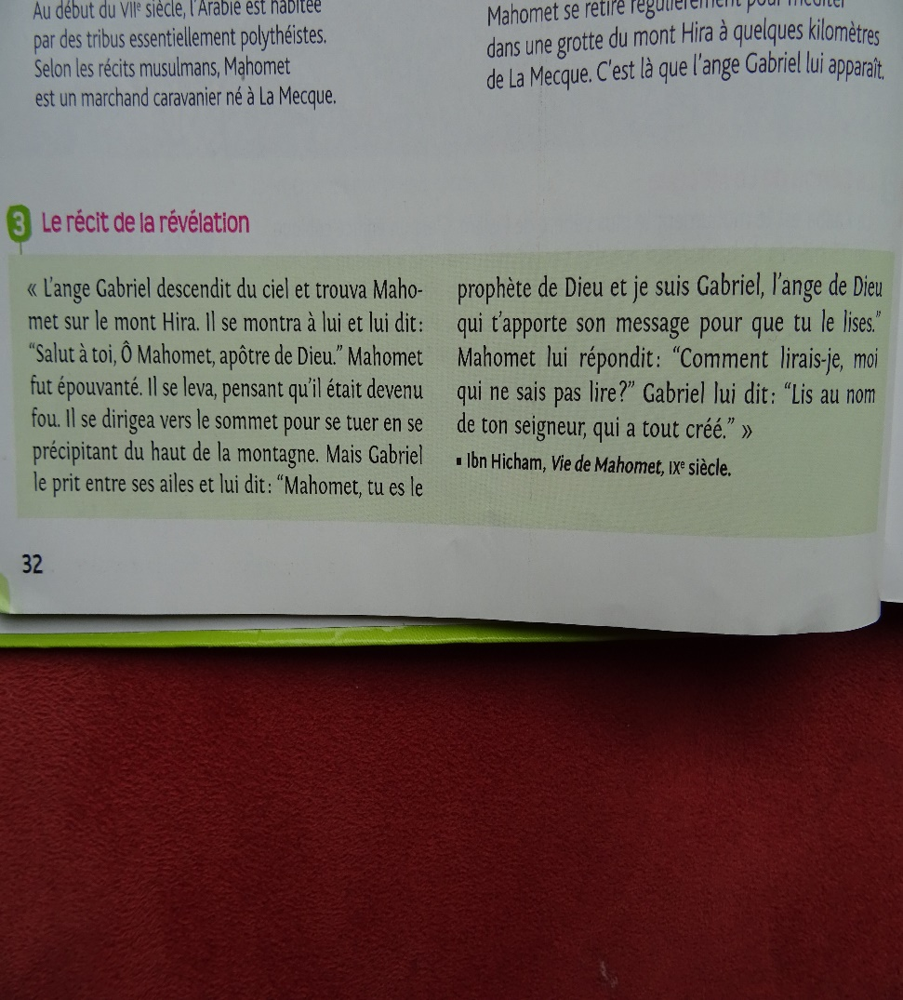 Au début du VIIe siècle, l'Arabie est habitée
par des tribus essentiellement polythéistes.
Selon les récits musulmans, Mahomet
est un marchand caravanier né à La Mecque.
Mahomet se retire régulièrement pour méditer
dans une grotte du mont Hira à quelques kilomètres
de La Mecque. C'est là que l'ange Gabriel lui apparaît.
3 Le récit de la révélation
« L'ange Gabriel descendit du ciel et trouva Maho-
met sur le mont Hira. Il se montra à lui et lui dit :
“Salut à toi, Ô Mahomet, apôtre de Dieu.” Mahomet
fut épouvanté. Il se leva, pensant qu'il était devenu
fou. Il se dirigea vers le sommet pour se tuer en se
précipitant du haut de la montagne. Mais Gabriel
le prit entre ses ailes et lui dit : “Mahomet, tu es le
prophète de Dieu et je suis Gabriel, l'ange de Dieu
qui t'apporte son message pour que tu le lises.”
Mahomet lui répondit : “Comment lirais-je, moi
qui ne sais pas lire ?” Gabriel lui dit : “Lis au nom
de ton seigneur, qui a tout créé.” »
▪ Ibn Hicham, Vie de Mahomet, IXe siècle.
32